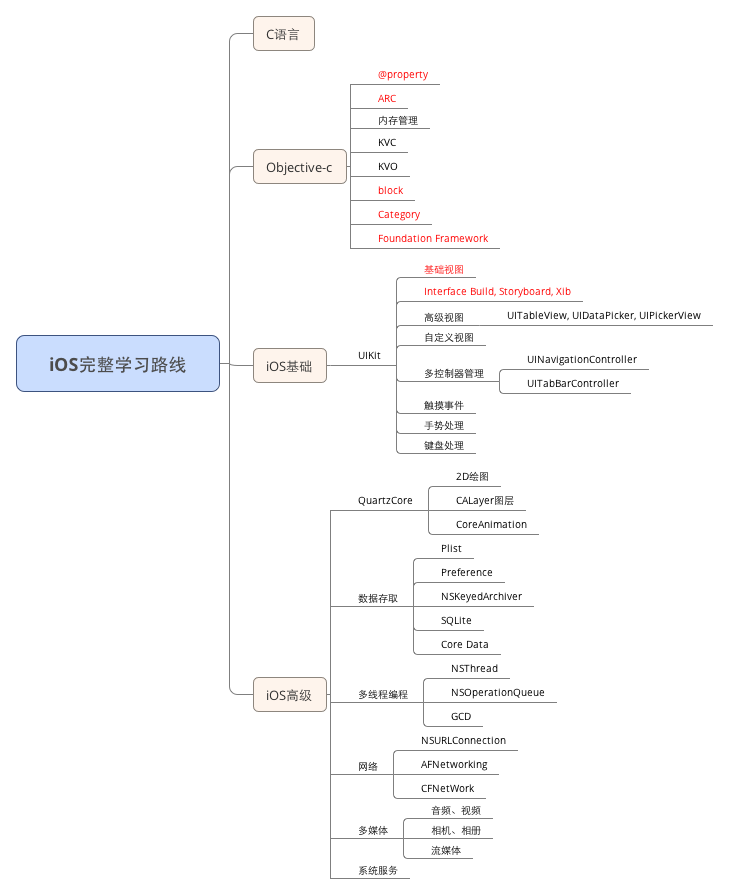 iOS完整学习路线
C语言
Objective-c
@property
ARC
内存管理
KVC
KVO
block
Category
Foundation Framework
iOS基础
UIKit
基础视图
Interface Build, Storyboard, Xib
高级视图
UITableView, UIDataPicker, UIPickerView
自定义视图
多控制器管理
UINavigationController
UITabBarController
触摸事件
手势处理
键盘处理
iOS高级
QuartzCore
2D绘图
CALayer图层
CoreAnimation
数据存取
Plist
Preference
NSKeyedArchiver
SQLite
Core Data
多线程编程
NSThread
NSOperationQueue
GCD
网络
NSURLConnection
AFNetworking
CFNetWork
多媒体
音频、视频
相机、相册
流媒体
系统服务